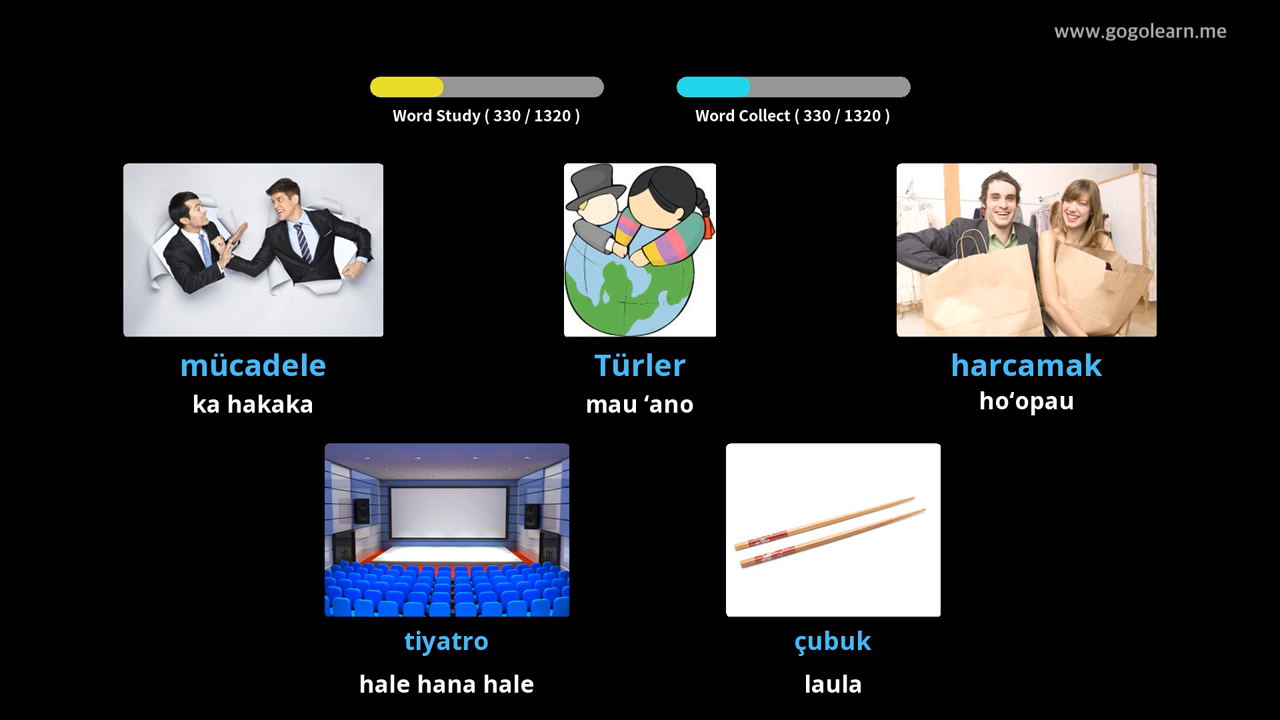 www.gogolearn.me
Word Study ( 330 / 1320 )
Word Collect ( 330 / 1320 )
mücadele
ka hakaka
Türler
mau ʻano
harcamak
hoʻopau
tiyatro
hale hana hale
çubuk
laula